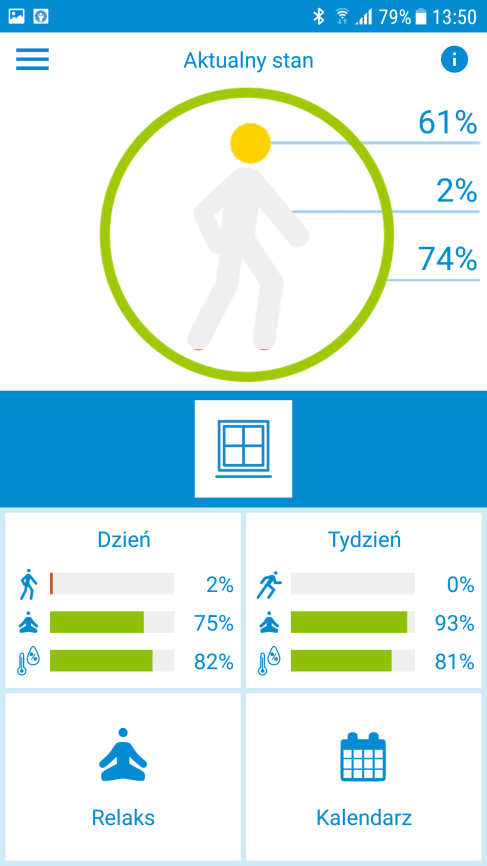 79% 13:50
Aktualny stan
61%
2%
74%
Dzień
2%
75%
82%
Tydzień
0%
93%
81%
Relaks
Kalendarz